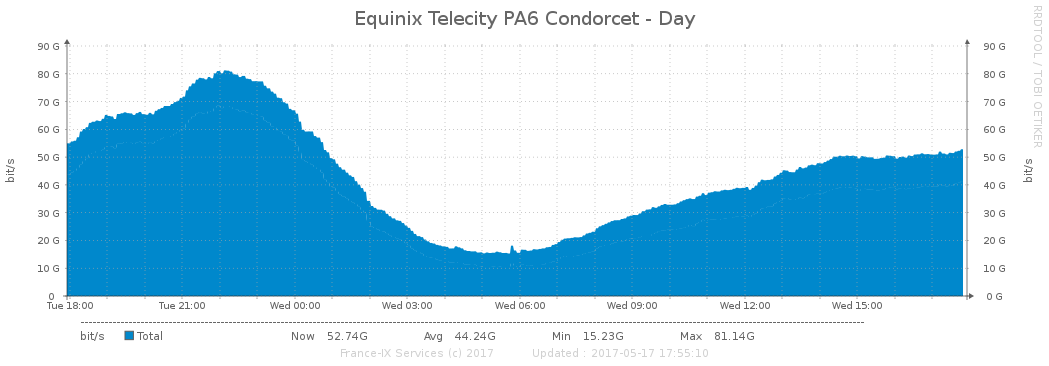 Equinix Telecity PA6 Condorcet - Day
RRDTOOL / TOBI OETIKER
90 G 90 G
80 G 80 G
70 G 70 G
60 G 60 G
50 G 50 G
40 G 40 G
30 G 30 G
20 G 20 G
10 G 10 G
0 0 G
bit/s
bit/s
Tue 18:00 Tue 21:00 Wed 00:00 Wed 03:00 Wed 06:00 Wed 09:00 Wed 12:00 Wed 15:00
bit/s Total Now 52.74G Avg 44.24G Min 15.23G Max 81.14G
France-IX Services (c) 2017 Updated : 2017-05-17 17:55:10